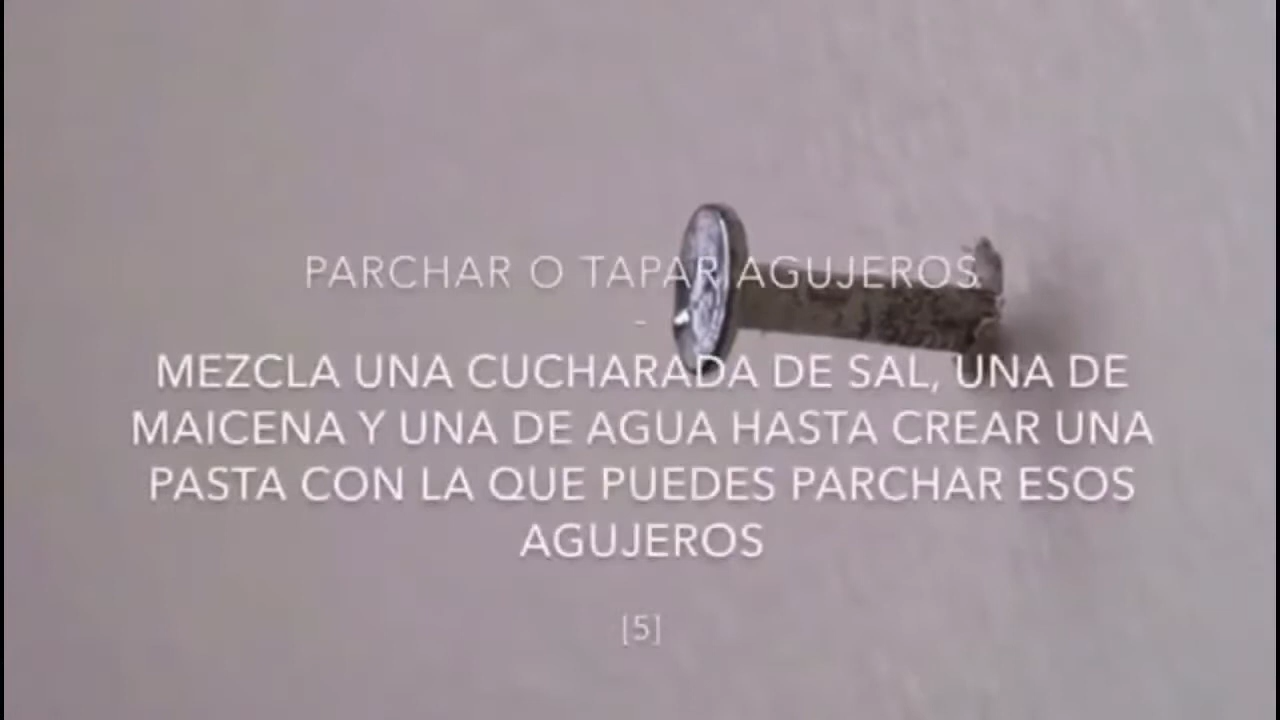 PARCHAR O TAPAR AGUJEROS
-
MEZCLA UNA CUCHARADA DE SAL, UNA DE
MAICENA Y UNA DE AGUA HASTA CREAR UNA
PASTA CON LA QUE PUEDES PARCHAR ESOS
AGUJEROS
[5]